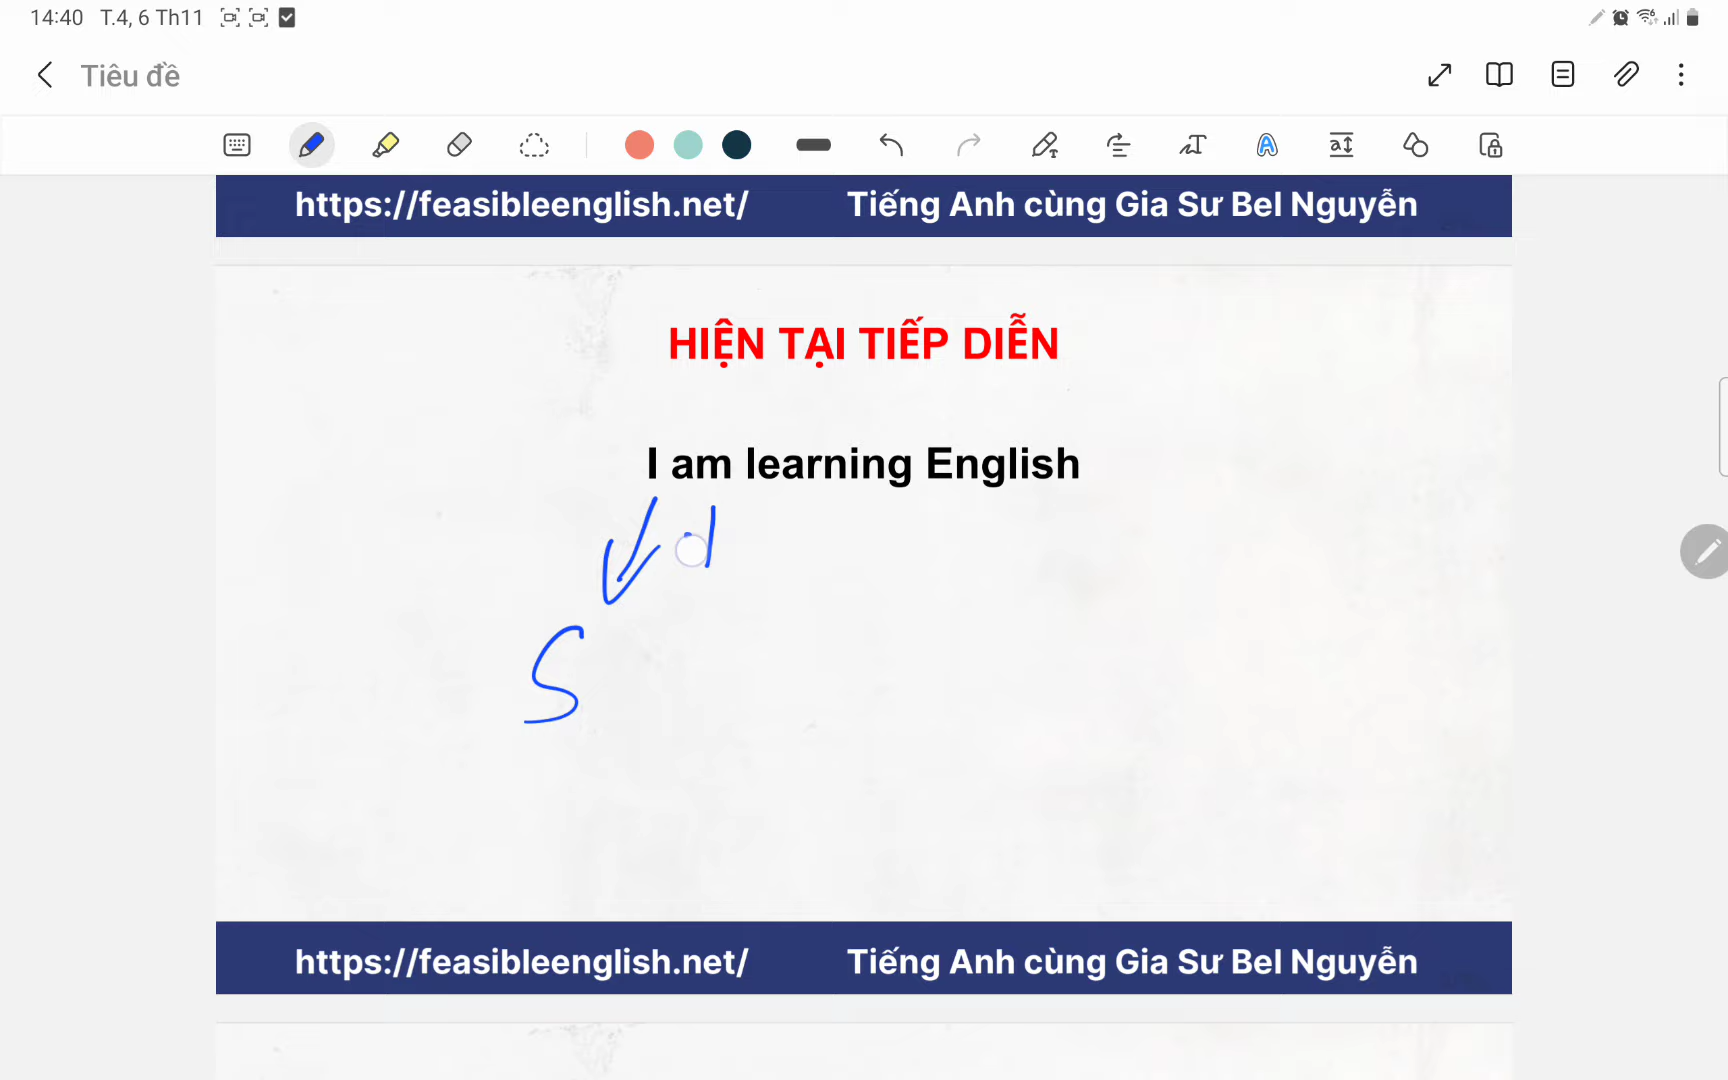 14:40 T.4, 6 Th11
Tiêu đề
https://feasibleenglish.net/ Tiếng Anh cùng Gia Sư Bel Nguyễn
HIỆN TẠI TIẾP DIỄN
I am learning English
S
https://feasibleenglish.net/ Tiếng Anh cùng Gia Sư Bel Nguyễn